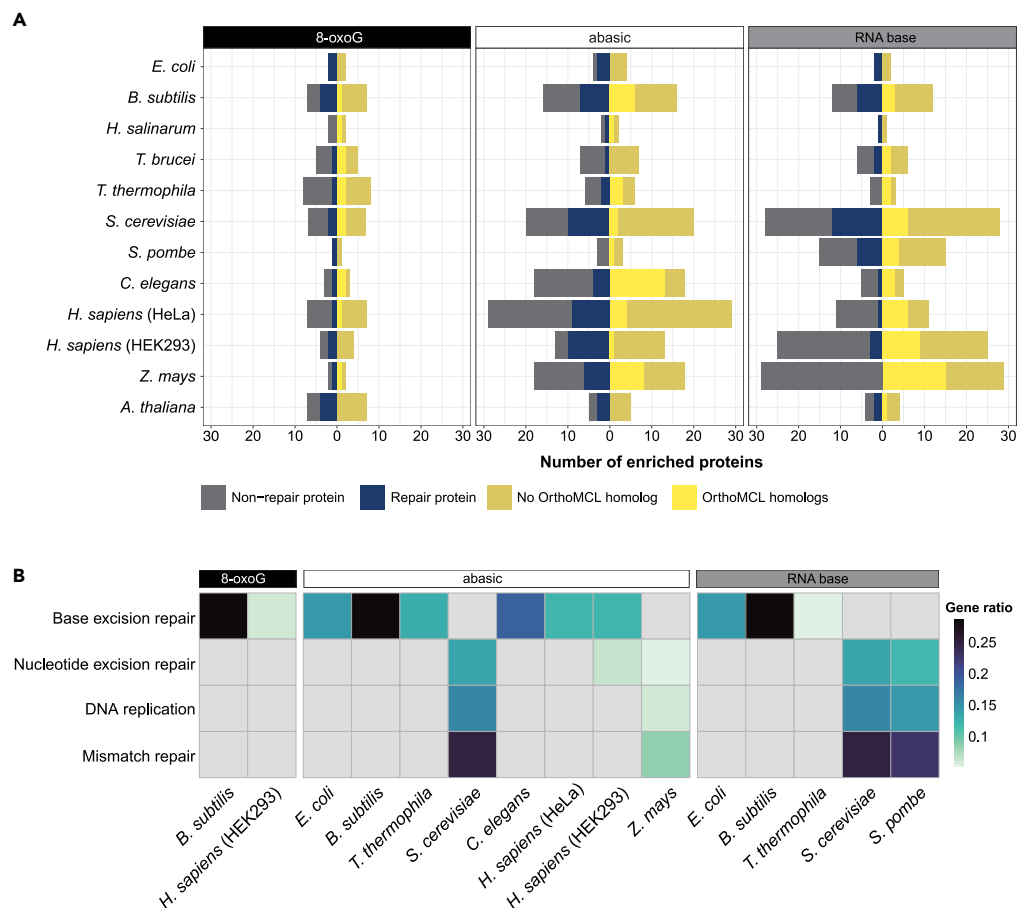 A
8-oxoG
abasic
RNA base
E. coli
B. subtilis
H. salinarum
T. brucei
T. thermophila
S. cerevisiae
S. pombe
C. elegans
H. sapiens (HeLa)
H. sapiens (HEK293)
Z. mays
A. thaliana
30 20 10 0 10 20 30
30 20 10 0 10 20 30
30 20 10 0 10 20 30
Number of enriched proteins
Non-repair protein
Repair protein
No OrthoMCL homolog
OrthoMCL homologs
B
8-oxoG
abasic
RNA base
Base excision repair
Nucleotide excision repair
DNA replication
Mismatch repair
Gene ratio
0.25
0.2
0.15
0.1
B. subtilis
H. sapiens (HEK293)
E. coli
B. subtilis
T. thermophila
S. cerevisiae
C. elegans
H. sapiens (HeLa)
H. sapiens (HEK293)
Z. mays
E. coli
B. subtilis
T. thermophila
S. cerevisiae
S. pombe